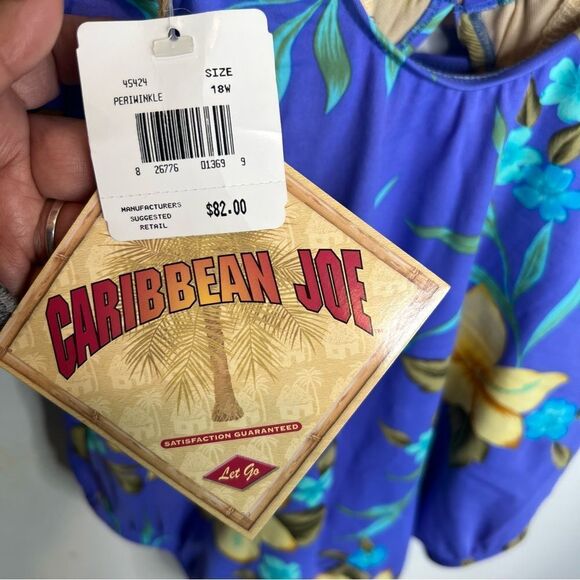 45424 SIZE
PERIWINKLE 18W
8 26776 01369 9
MANUFACTURERS
SUGGESTED $82.00
RETAIL
CARIBBEAN JOE
SATISFACTION GUARANTEED
Let Go